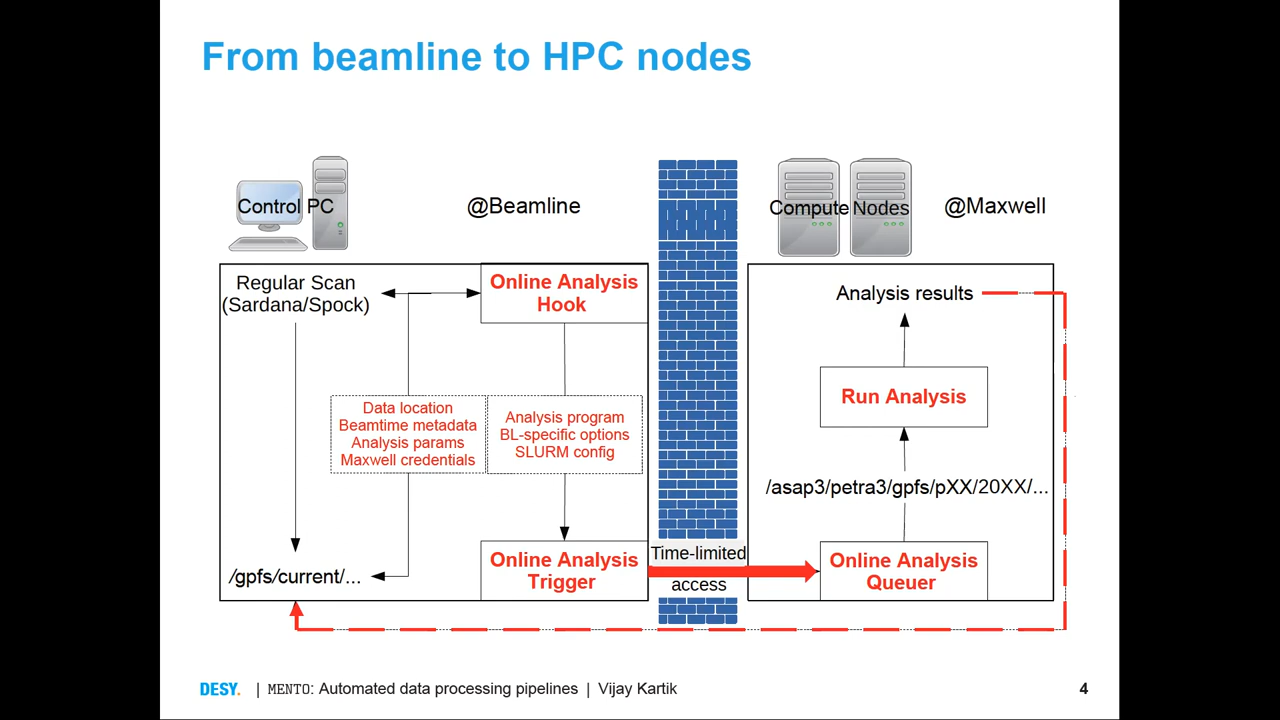 From beamline to HPC nodes
Control PC
@Beamline
Compute Nodes
@Maxwell
Regular Scan
(Sardana/Spock)
Online Analysis
Hook
Analysis results
Data location
Beamtime metadata
Analysis params
Maxwell credentials
Analysis program
BL-specific options
SLURM config
Run Analysis
/asap3/petra3/gpfs/pXX/20XX/...
/gpfs/current/...
Online Analysis
Trigger
Time-limited
access
Online Analysis
Queuer
DESY. | MENTO: Automated data processing pipelines | Vijay Kartik
4